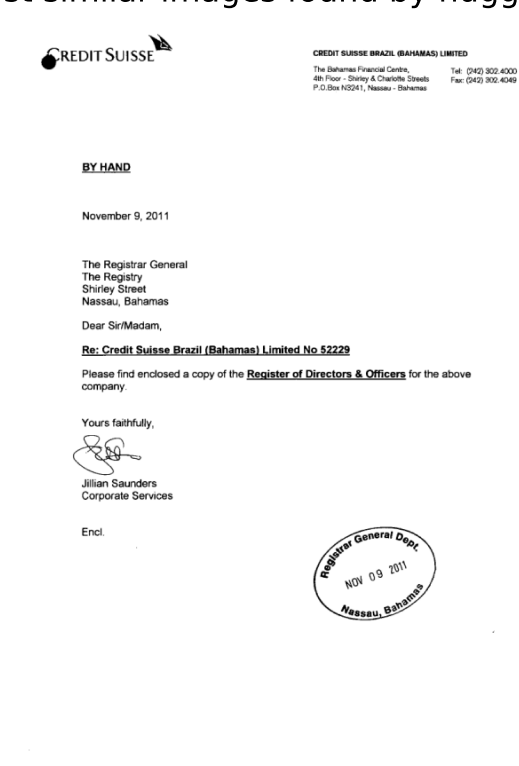 st similar images found by hugg
CREDIT SUISSE
CREDIT SUISSE BRAZIL (BAHAMAS) LIMITED
The Bahamas Financial Centre,
4th Floor - Shirley & Charlotte Streets
P.O.Box N3241, Nassau - Bahamas
Tel: (242) 302.4000
Fax: (242) 302.4049
BY HAND
November 9, 2011
The Registrar General
The Registry
Shirley Street
Nassau, Bahamas
Dear Sir/Madam,
Re: Credit Suisse Brazil (Bahamas) Limited No 52229
Please find enclosed a copy of the Register of Directors & Officers for the above
company.
Yours faithfully,
Jillian Saunders
Corporate Services
Encl.
Registrar General Dept.
NOV 09 2011
Nassau, Bahamas